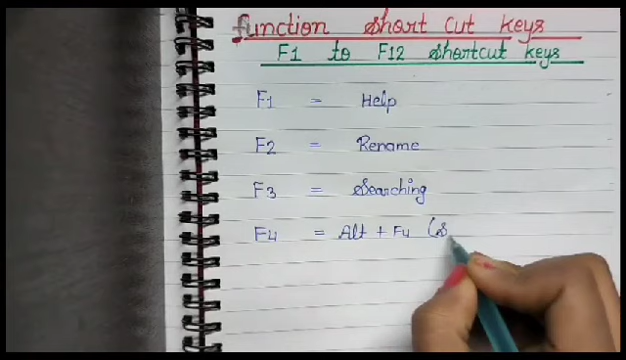 function short cut keys
F1 to F12 shortcut keys
F1 = Help
F2 = Rename
F3 = Searching
F4 = Alt + F4 (s